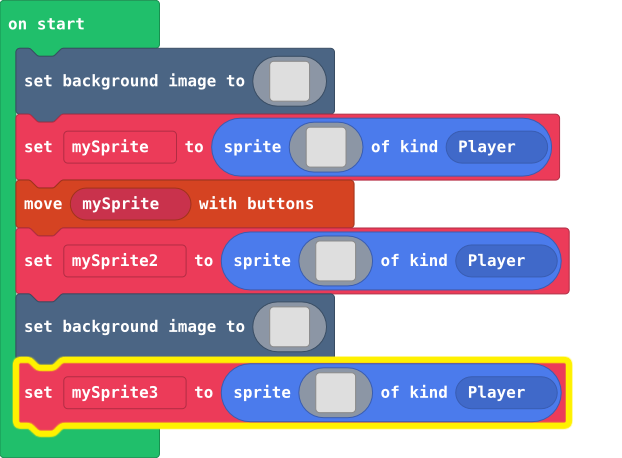 on start
set background image to
set mySprite to sprite of kind Player
move mySprite with buttons
set mySprite2 to sprite of kind Player
set background image to
set mySprite3 to sprite of kind Player